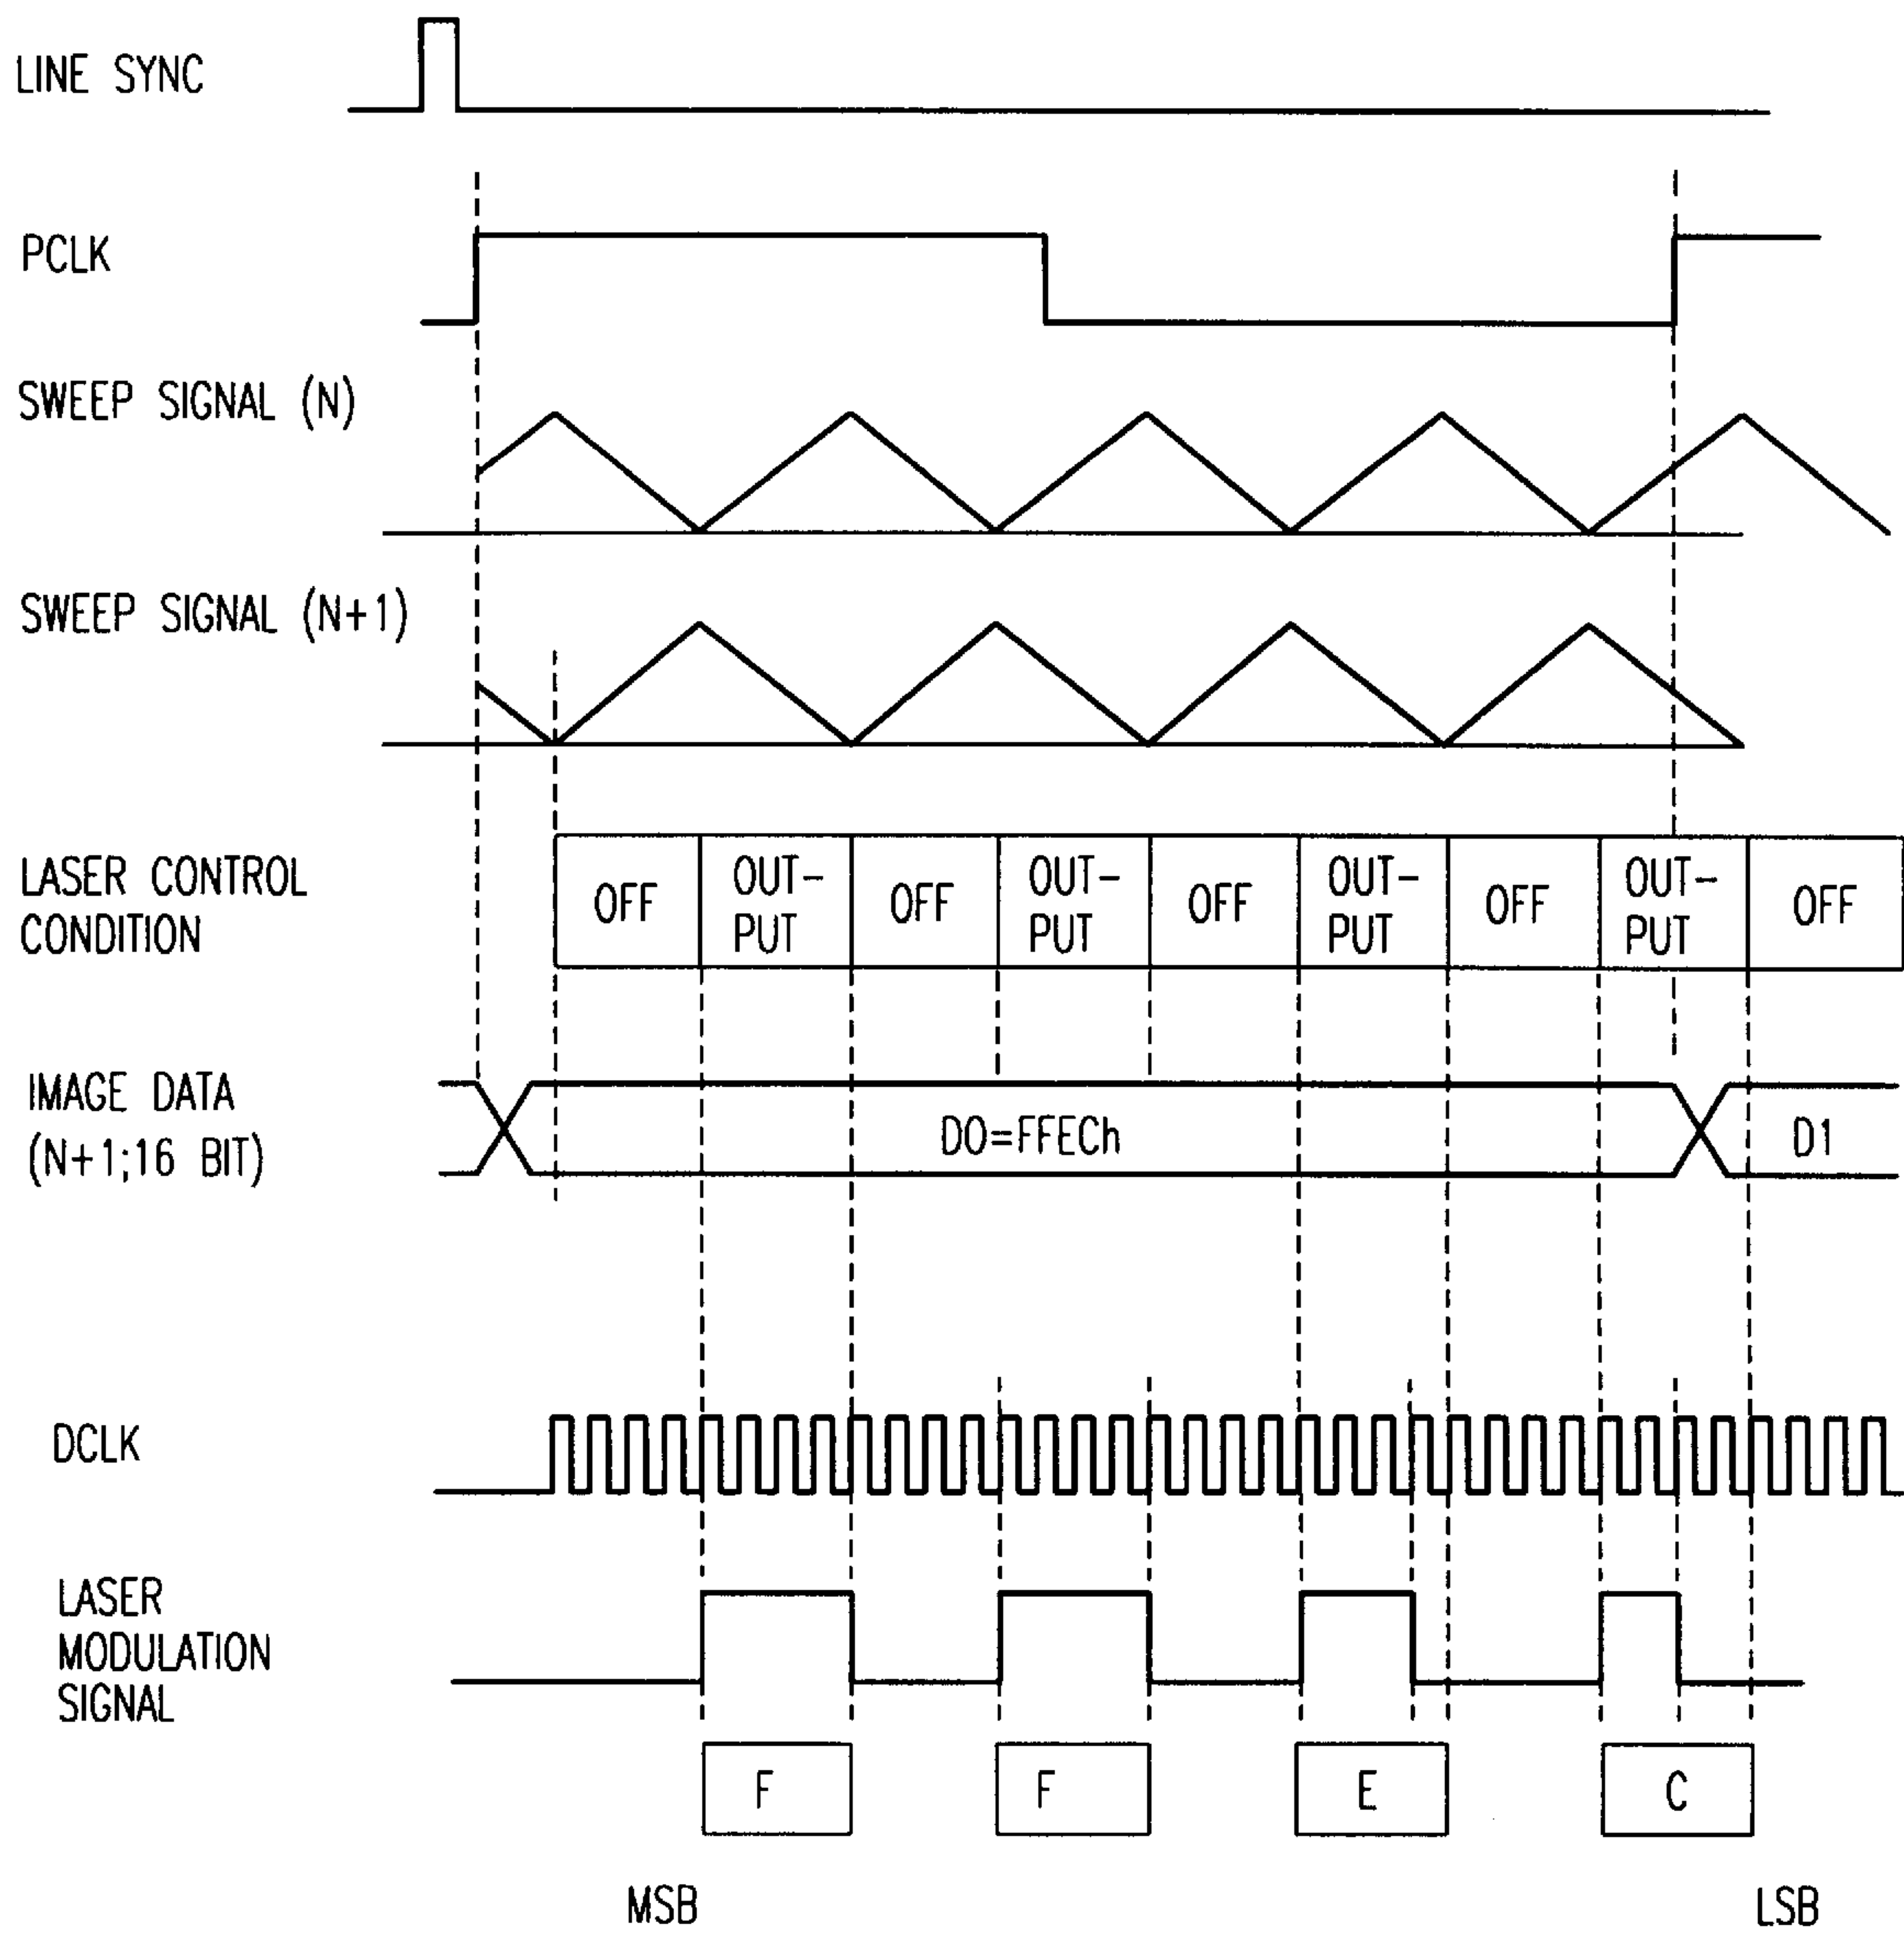 LINE SYNC
PCLK
SWEEP SIGNAL (N)
SWEEP SIGNAL (N+1)
LASER CONTROL
CONDITION
OFF
OUT-
PUT
OFF
OUT-
PUT
OFF
OUT-
PUT
OFF
OUT-
PUT
OFF
IMAGE DATA
(N+1;16 BIT)
D0=FFECh
D1
DCLK
LASER
MODULATION
SIGNAL
F
F
E
C
MSB
LSB